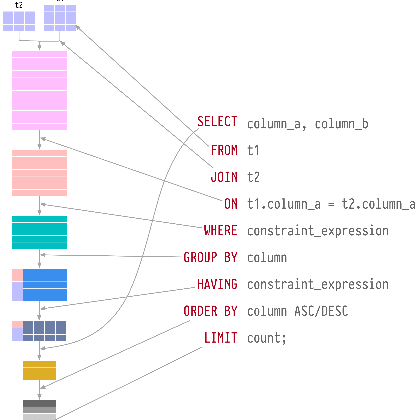 t2
SELECT column_a, column_b
FROM t1
JOIN t2
ON t1.column_a = t2.column_a
WHERE constraint_expression
GROUP BY column
HAVING constraint_expression
ORDER BY column ASC/DESC
LIMIT count;